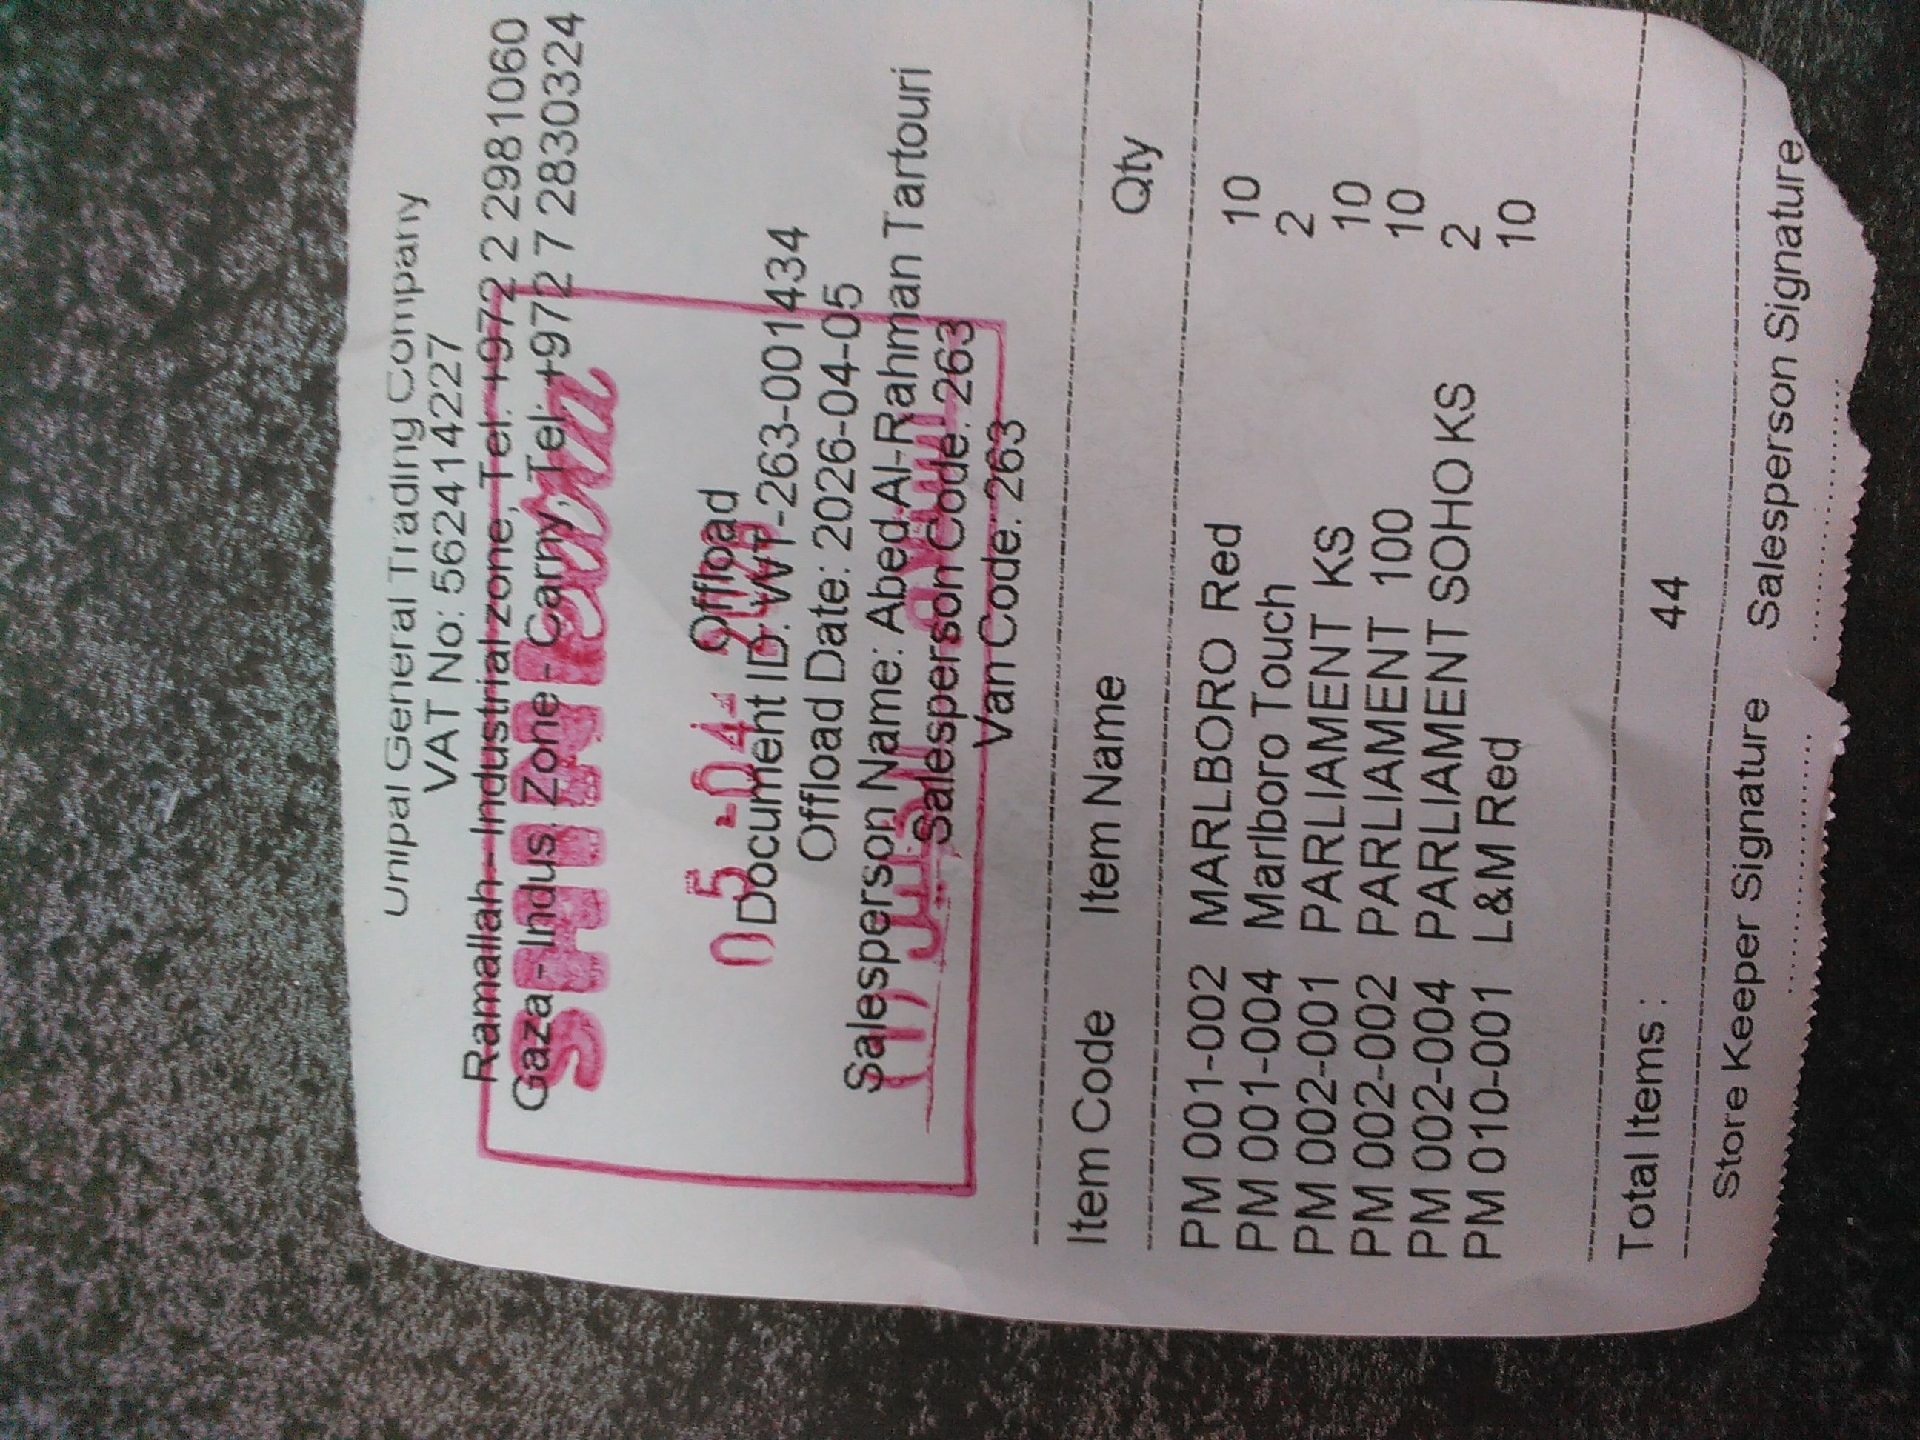 Unipal General Trading Company
VAT No: 562414227
Ramallah - Industrial zone, Tel: +972 2 2981060
Gaza - Indus. Zone - Carny, Tel: +972 7 2830324
Offload
05 -04-
Document ID: WT-263-001434
Offload Date: 2026-04-05
Salesperson Name: Abed Al-Rahman Tartouri
Salesperson Code: 263
Van Code: 263
Item Code Item Name Qty
PM 001-002 MARLBORO Red 10
PM 001-004 Marlboro Touch 2
PM 002-001 PARLIAMENT KS 10
PM 002-002 PARLIAMENT 100 10
PM 002-004 PARLIAMENT SOHO KS 2
PM 010-001 L&M Red 10
Total Items : 44
Store Keeper Signature Salesperson Signature